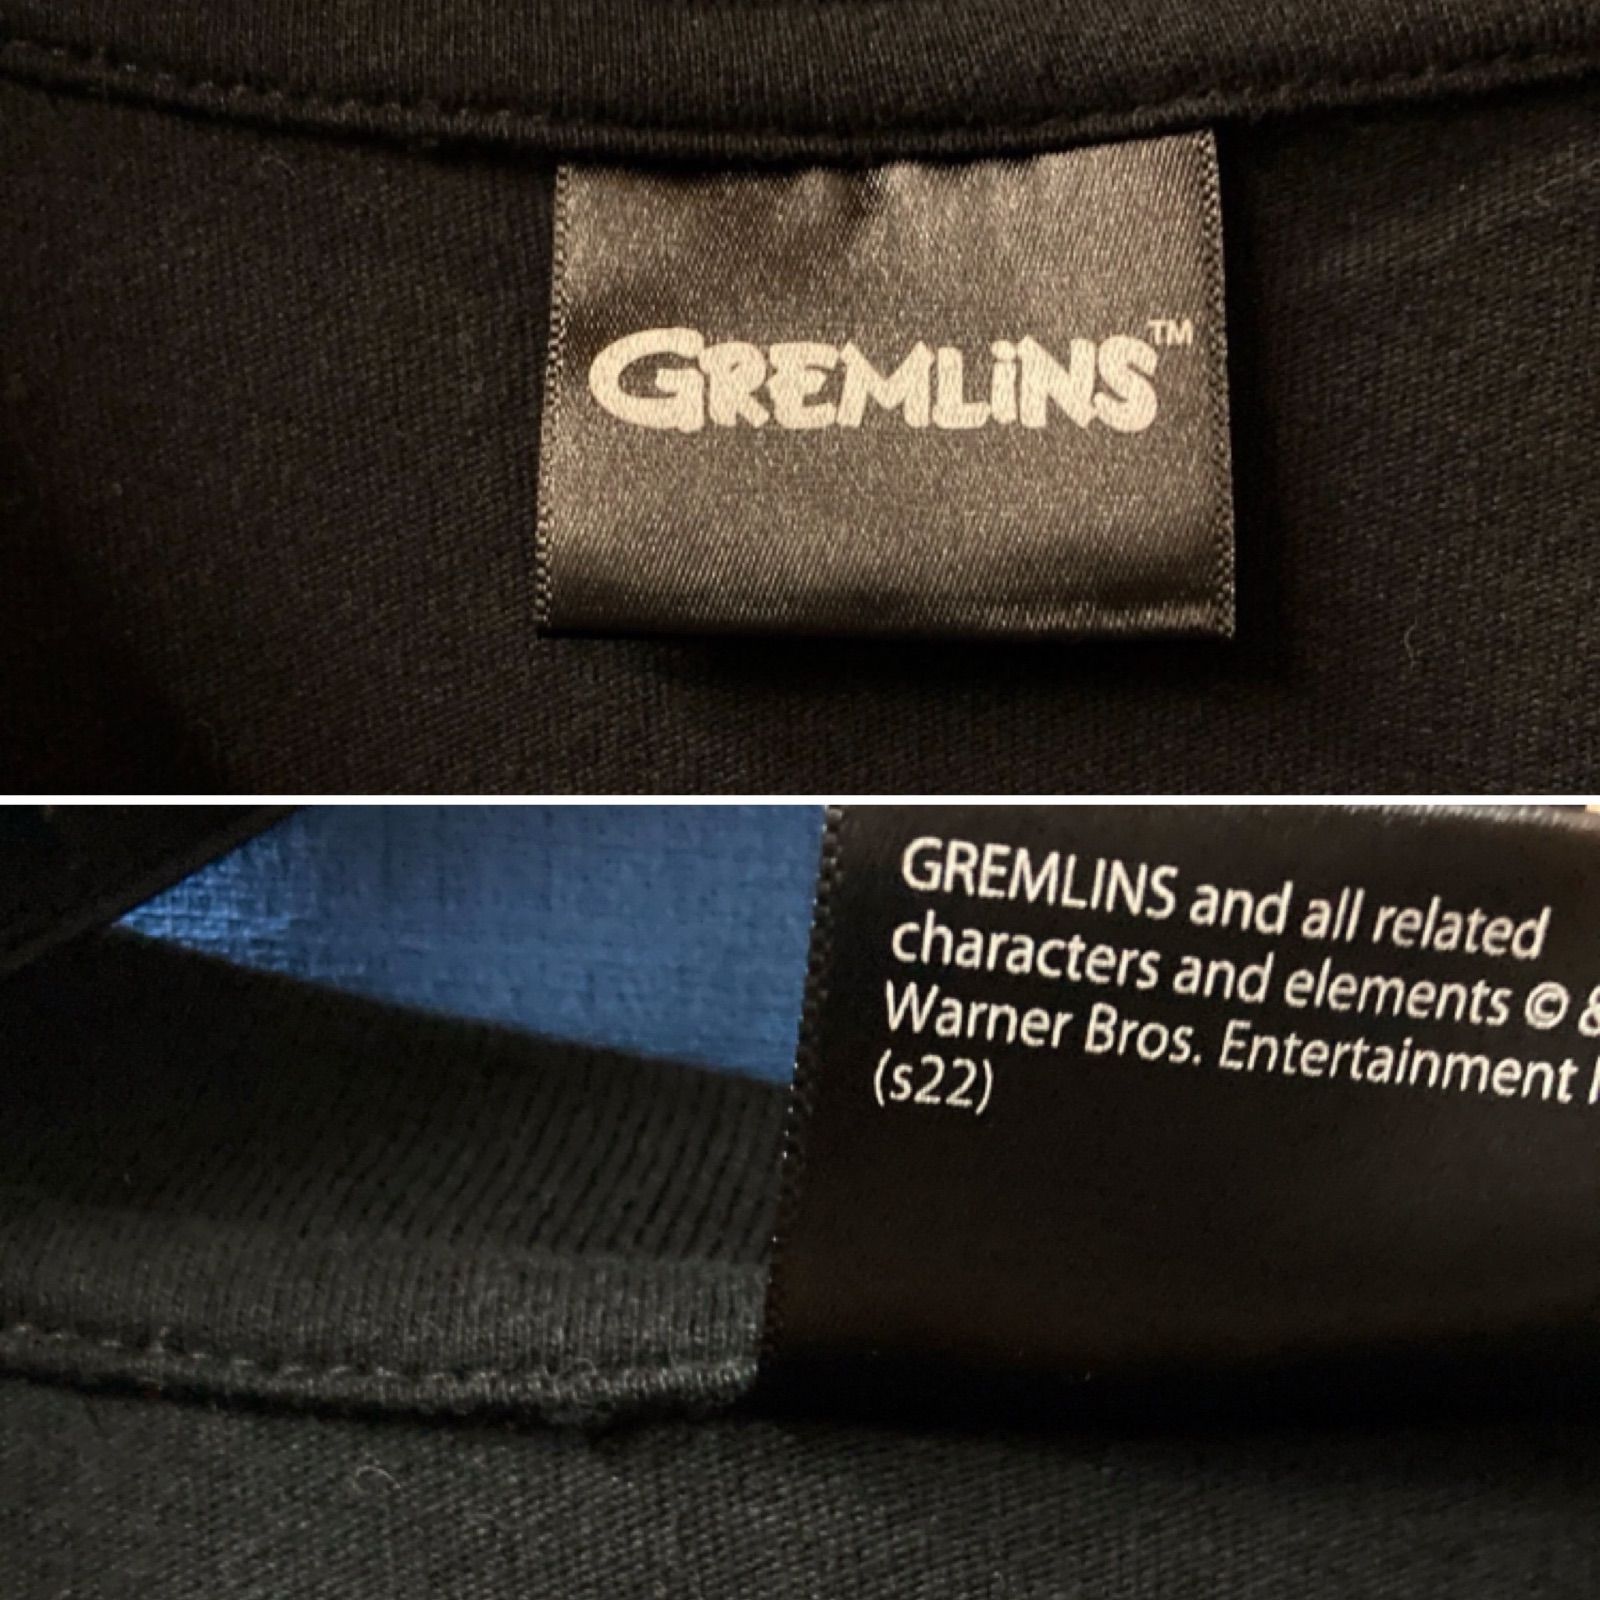 GREMLiNS™
GREMLINS and all related
characters and elements © &
Warner Bros. Entertainment
(s22)